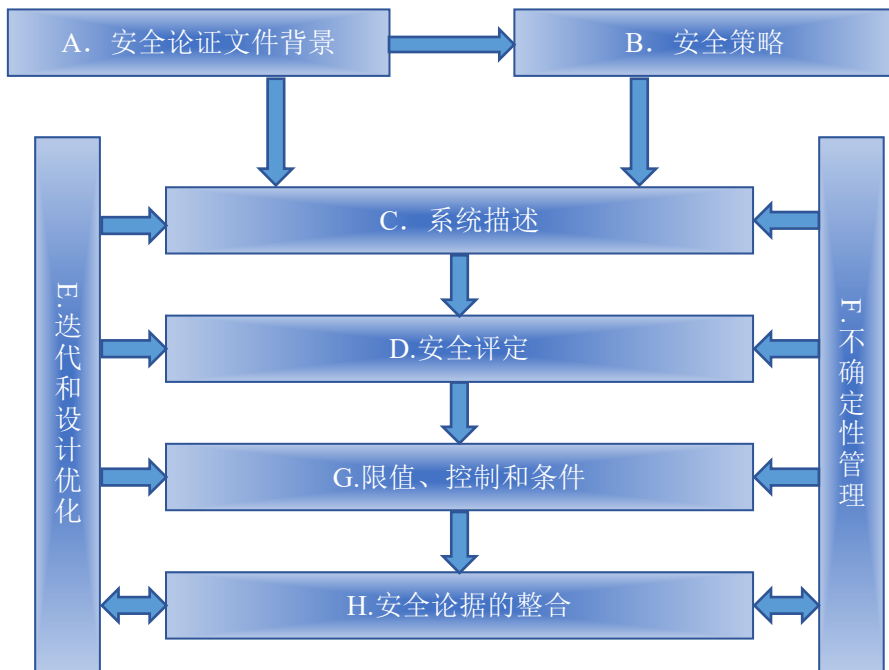 A．安全论证文件背景
B．安全策略
C．系统描述
D.安全评定
E.迭代和设计优化
F.不确定性管理
G.限值、控制和条件
H.安全论据的整合